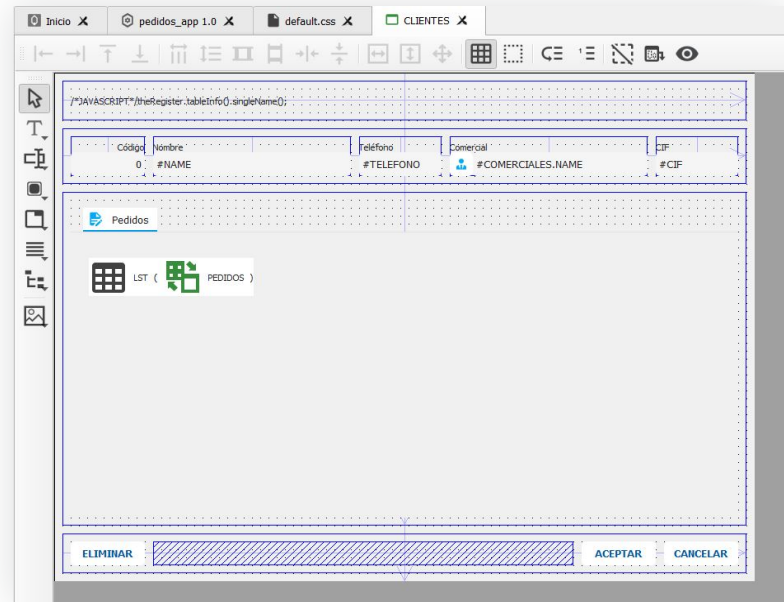 Inicio
pedidos_app 1.0
default.css
CLIENTES
/*JAVASCRIPT*/theRegister.tableInfo().singleName();
Código Nombre Teléfono Comercial CIF
0 #NAME #TELEFONO #COMERCIALES.NAME #CIF
Pedidos
LST ( PEDIDOS )
ELIMINAR ACEPTAR CANCELAR